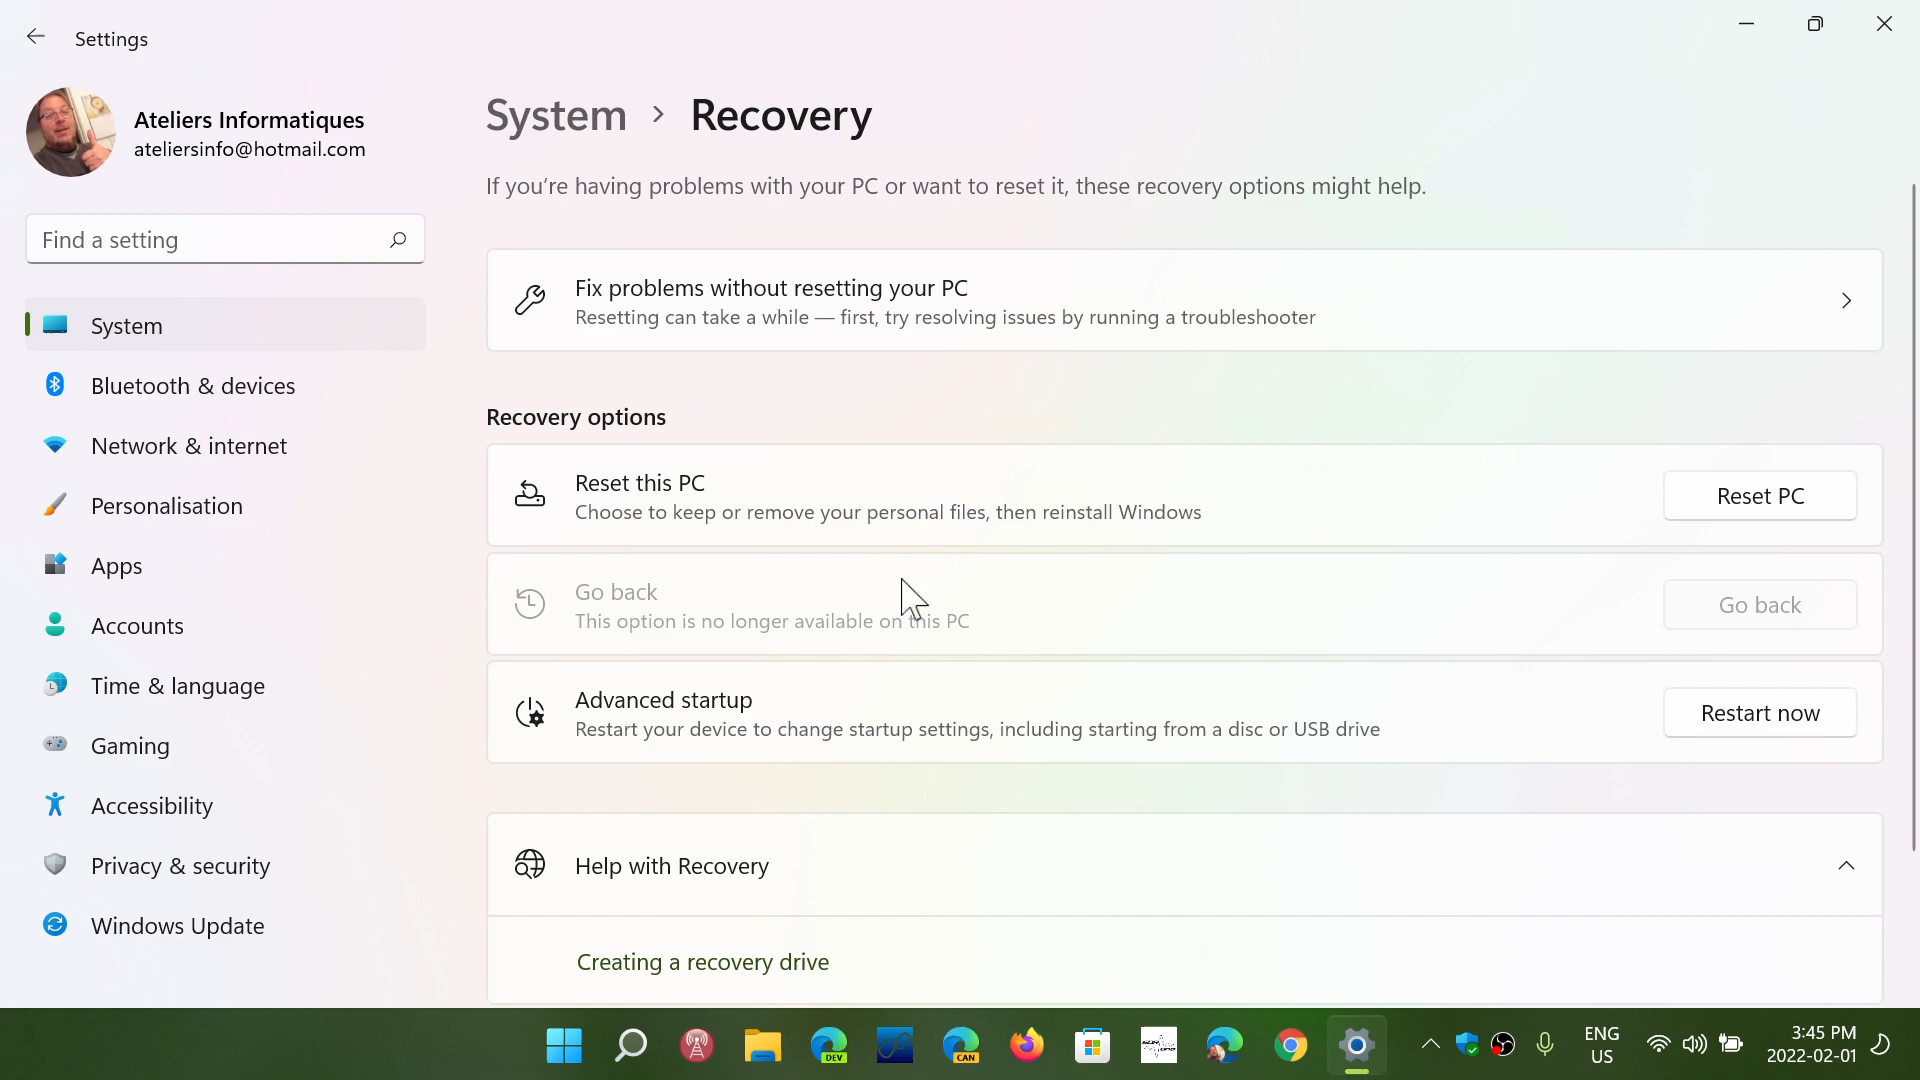 Settings
Ateliers Informatiques
ateliersinfo@hotmail.com
Find a setting
System
Bluetooth & devices
Network & internet
Personalisation
Apps
Accounts
Time & language
Gaming
Accessibility
Privacy & security
Windows Update
System > Recovery
If you're having problems with your PC or want to reset it, these recovery options might help.
Fix problems without resetting your PC
Resetting can take a while — first, try resolving issues by running a troubleshooter
Recovery options
Reset this PC
Choose to keep or remove your personal files, then reinstall Windows
Reset PC
Go back
This option is no longer available on this PC
Go back
Advanced startup
Restart your device to change startup settings, including starting from a disc or USB drive
Restart now
Help with Recovery
Creating a recovery drive
DEV
CAN
ENG
US
3:45 PM
2022-02-01